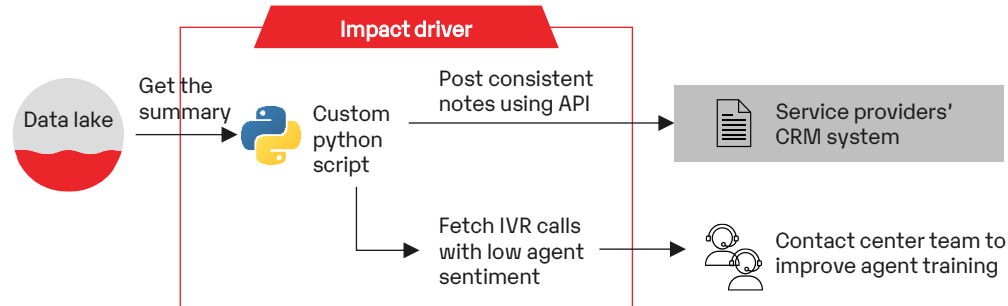 Impact driver
Data lake
Get the
summary
Custom
python
script
Post consistent
notes using API
Service providers’
CRM system
Fetch IVR calls
with low agent
sentiment
Contact center team to
improve agent training